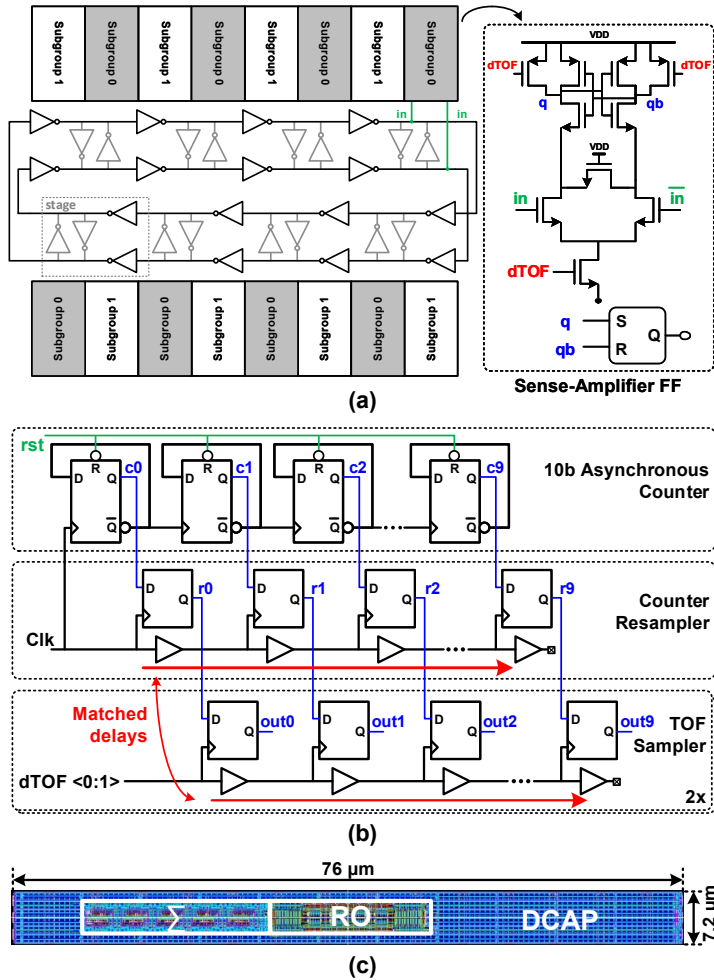 Subgroup 1
Subgroup 0
Subgroup 1
Subgroup 0
Subgroup 1
Subgroup 0
Subgroup 1
Subgroup 0
in
in
stage
Subgroup 0
Subgroup 1
Subgroup 0
Subgroup 1
Subgroup 0
Subgroup 1
Subgroup 0
Subgroup 1
VDD
dTOF
dTOF
q
qb
VDD
in
in
dTOF
q
S
Q
qb
R
Sense-Amplifier FF
(a)
rst
R
R
R
R
D
Q
c0
D
Q
c1
D
Q
c2
D
Q
c9
Q
Q
Q
Q
10b Asynchronous
Counter
D
Q
r0
D
Q
r1
D
Q
r2
D
Q
r9
Counter
Resampler
Clk
Matched
delays
D
Q
out0
D
Q
out1
D
Q
out2
D
Q
out9
TOF
Sampler
dTOF <0:1>
2x
(b)
76 µm
Σ
RO
DCAP
7.2 µm
(c)